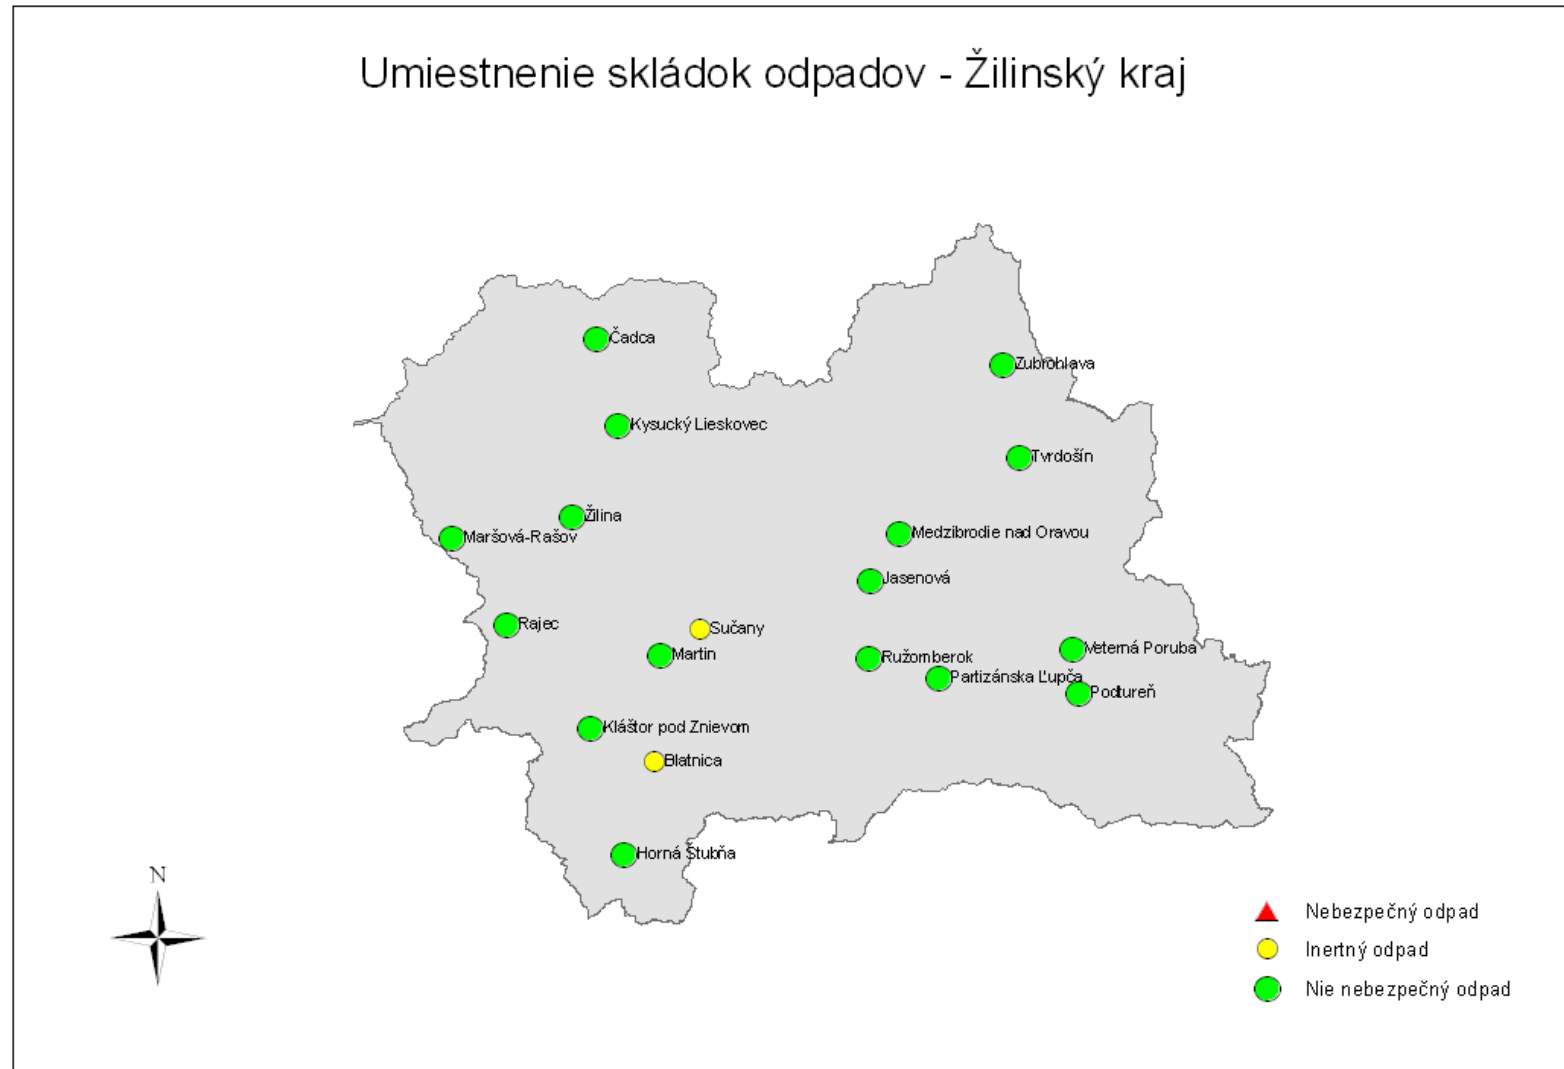 Umiestnenie skládok odpadov - Žilinský kraj
Čadca
Zubrohlava
Kysucký Lieskovec
Tvrdošín
Žilina
Maršová-Rašov
Medzibrodie nad Oravou
Jasenová
Rajec
Sučany
Martin
Ružomberok
Veterná Poruba
Partizánska Ľupča
Podtureň
Kláštor pod Znievom
Blatnica
Horná Štubňa
N
Nebezpečný odpad
Inertný odpad
Nie nebezpečný odpad